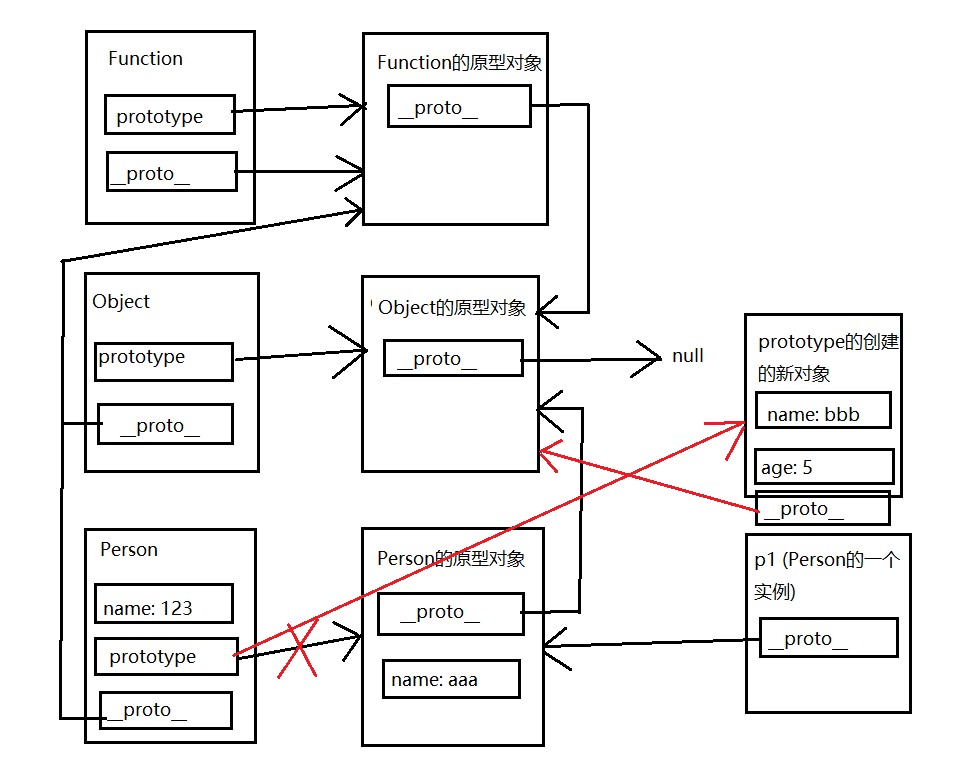 Function
prototype
__proto__
Function的原型对象
__proto__
Object
prototype
__proto__
Object的原型对象
__proto__
null
prototype的创建
的新对象
name: bbb
age: 5
__proto__
Person
name: 123
prototype
__proto__
Person的原型对象
__proto__
name: aaa
p1 (Person的一个
实例)
__proto__